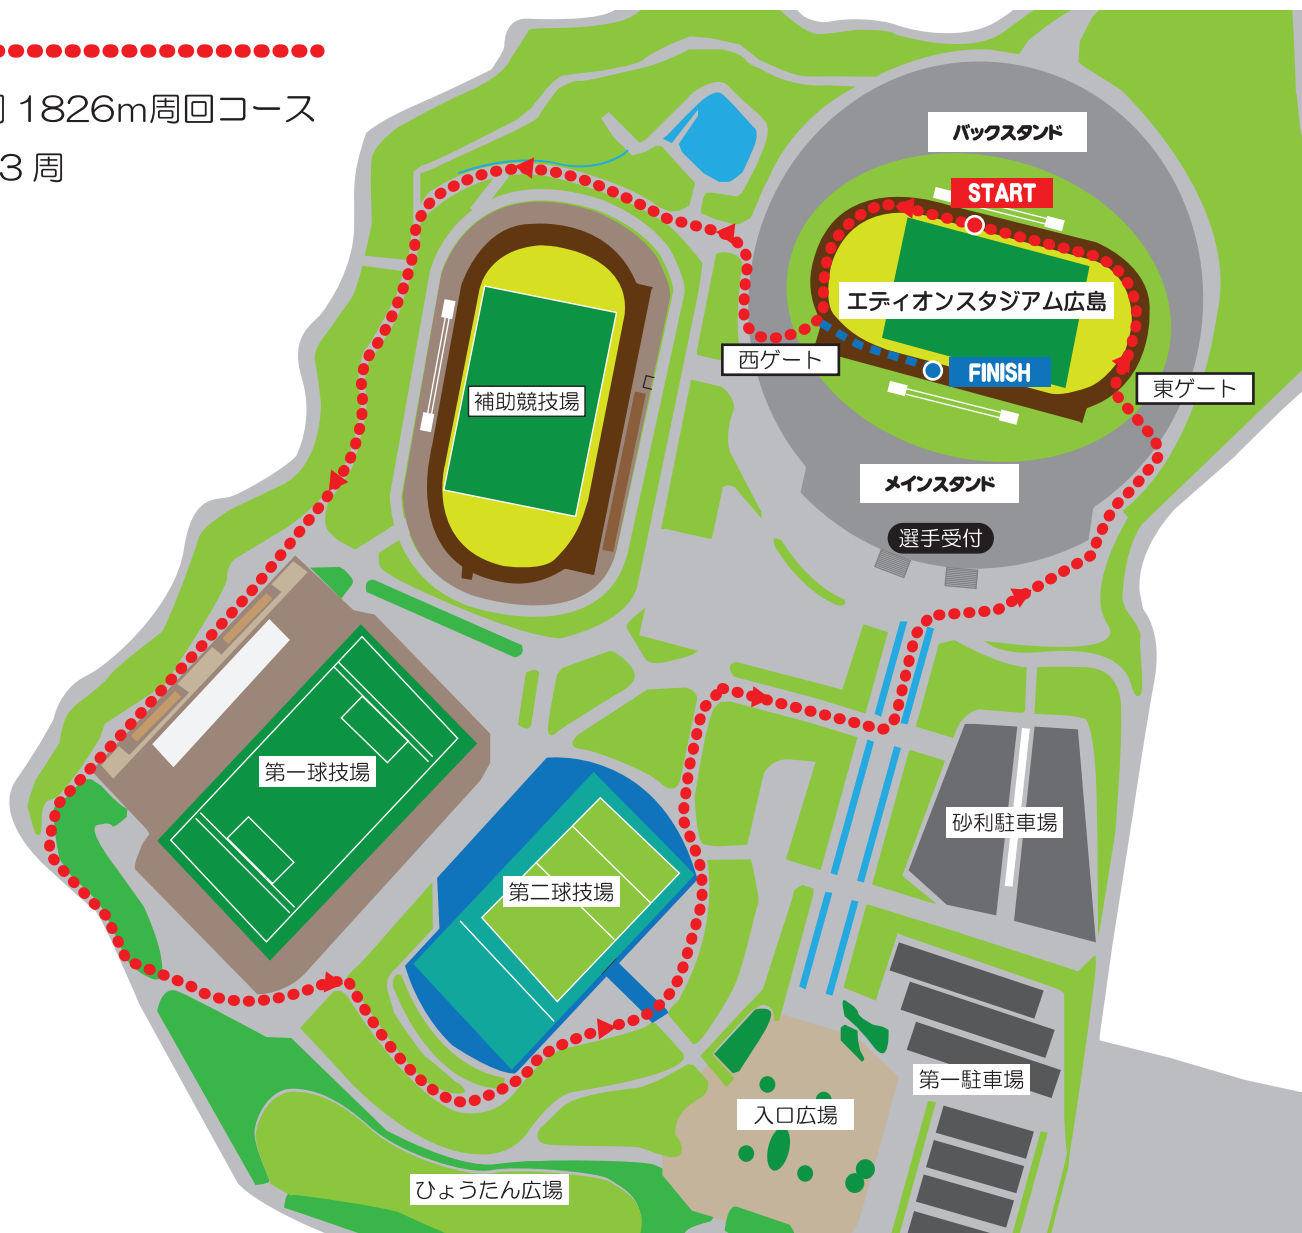 1826m周回コース
3周
バックスタンド
START
エディオンスタジアム広島
西ゲート
FINISH
東ゲート
補助競技場
メインスタンド
選手受付
第一球技場
砂利駐車場
第二球技場
第一駐車場
入口広場
ひょうたん広場